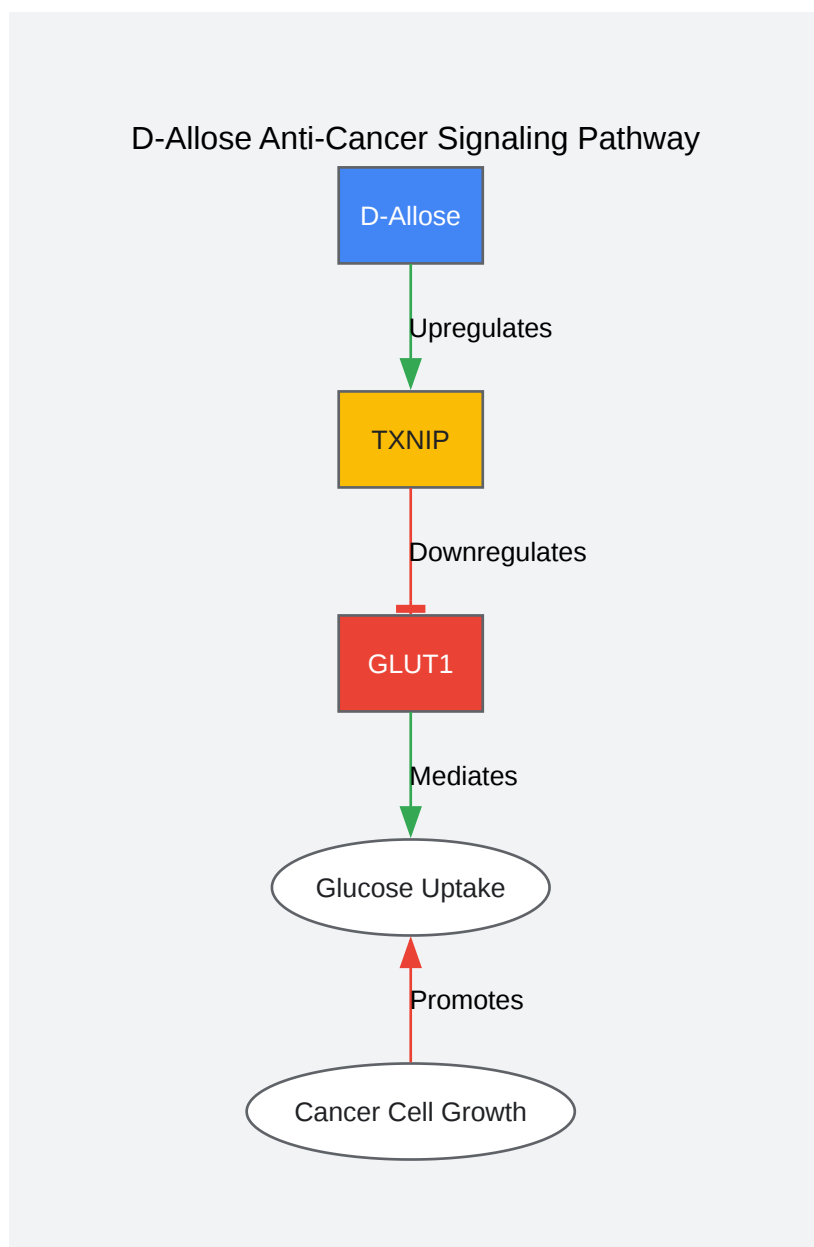 D-Allose Anti-Cancer Signaling Pathway
D-Allose
Upregulates
TXNIP
Downregulates
GLUT1
Mediates
Glucose Uptake
Promotes
Cancer Cell Growth